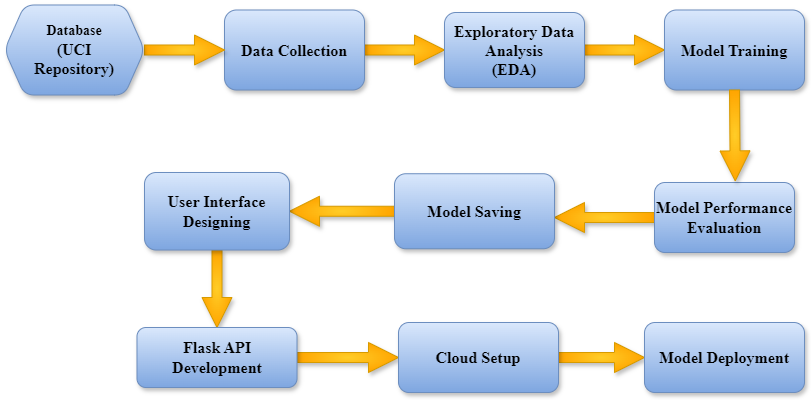 Database
(UCI
Repository)
Data Collection
Exploratory Data
Analysis
(EDA)
Model Training
Model Performance
Evaluation
Model Saving
User Interface
Designing
Flask API
Development
Cloud Setup
Model Deployment